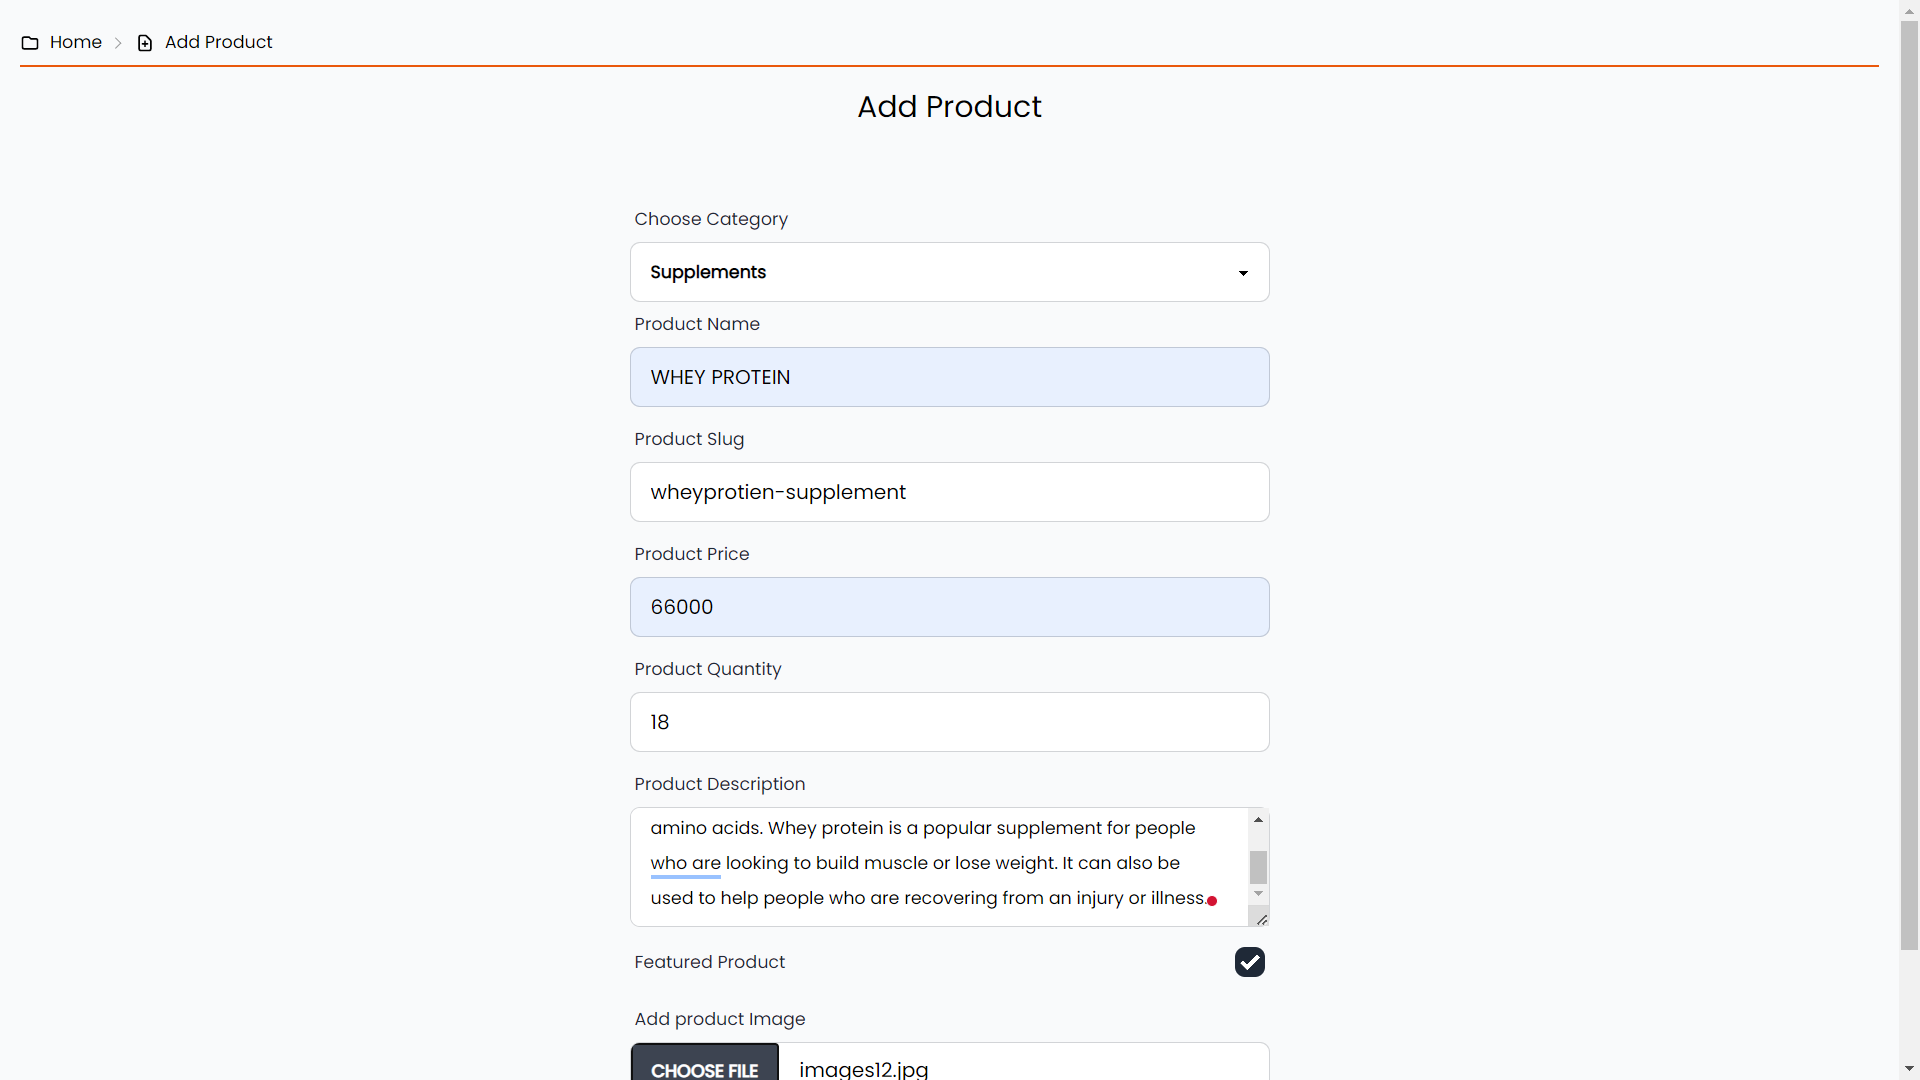 Home Add Product
Add Product
Choose Category
Supplements
Product Name
WHEY PROTEIN
Product Slug
wheyprotien-supplement
Product Price
66000
Product Quantity
18
Product Description
amino acids. Whey protein is a popular supplement for people
who are looking to build muscle or lose weight. It can also be
used to help people who are recovering from an injury or illness.
Featured Product
Add product Image
CHOOSE FILE images12.jpg